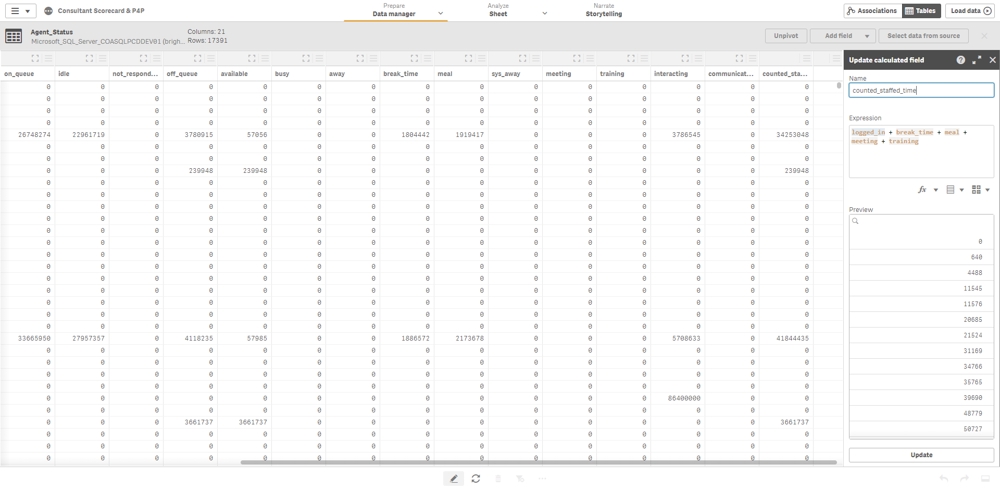 Consultant Scorecard & P4P
Prepare
Data manager
Analyze
Sheet
Narrate
Storytelling
Associations
Tables
Load data
Agent_Status
Microsoft_SQL_Server_COASQLPCDDEV01 (brigh...
Columns: 21
Rows: 17391
Unpivot
Add field
Select data from source
on_queue idle not_respond... off_queue available busy away break_time meal sys_away meeting training interacting communicat... counted_sta...
0 0 0 0 0 0 0 0 0 0 0 0 0 0 0
0 0 0 0 0 0 0 0 0 0 0 0 0 0 0
0 0 0 0 0 0 0 0 0 0 0 0 0 0 0
0 0 0 0 0 0 0 0 0 0 0 0 0 0 0
26748274 22961719 0 3780915 57056 0 0 1804442 1919417 0 0 0 3786545 0 34253048
0 0 0 0 0 0 0 0 0 0 0 0 0 0 0
0 0 0 0 0 0 0 0 0 0 0 0 0 0 0
0 0 0 239948 239948 0 0 0 0 0 0 0 0 0 239948
0 0 0 0 0 0 0 0 0 0 0 0 0 0 0
0 0 0 0 0 0 0 0 0 0 0 0 0 0 0
0 0 0 0 0 0 0 0 0 0 0 0 0 0 0
0 0 0 0 0 0 0 0 0 0 0 0 0 0 0
0 0 0 0 0 0 0 0 0 0 0 0 0 0 0
0 0 0 0 0 0 0 0 0 0 0 0 0 0 0
0 0 0 0 0 0 0 0 0 0 0 0 0 0 0
0 0 0 0 0 0 0 0 0 0 0 0 0 0 0
0 0 0 0 0 0 0 0 0 0 0 0 0 0 0
0 0 0 0 0 0 0 0 0 0 0 0 0 0 0
0 0 0 0 0 0 0 0 0 0 0 0 0 0 0
0 0 0 0 0 0 0 0 0 0 0 0 0 0 0
0 0 0 0 0 0 0 0 0 0 0 0 0 0 0
33665950 27957357 0 4118235 57985 0 0 1886572 2173678 0 0 0 5708633 0 41844435
0 0 0 0 0 0 0 0 0 0 0 0 0 0 0
0 0 0 0 0 0 0 0 0 0 0 0 0 0 0
0 0 0 0 0 0 0 0 0 0 0 0 0 0 0
0 0 0 0 0 0 0 0 0 0 0 0 0 0 0
0 0 0 0 0 0 0 0 0 0 0 0 86400000 0 0
0 0 0 0 0 0 0 0 0 0 0 0 0 0 0
0 0 0 3661737 3661737 0 0 0 0 0 0 0 0 0 3661737
0 0 0 0 0 0 0 0 0 0 0 0 0 0 0
0 0 0 0 0 0 0 0 0 0 0 0 0 0 0
0 0 0 0 0 0 0 0 0 0 0 0 0 0 0
Update calculated field
Name
counted_staffed_time
Expression
logged_in + break_time + meal +
meeting + training
fx
Preview
0
640
4488
11545
11576
20685
21524
31169
34766
35765
39690
48779
50727
Update